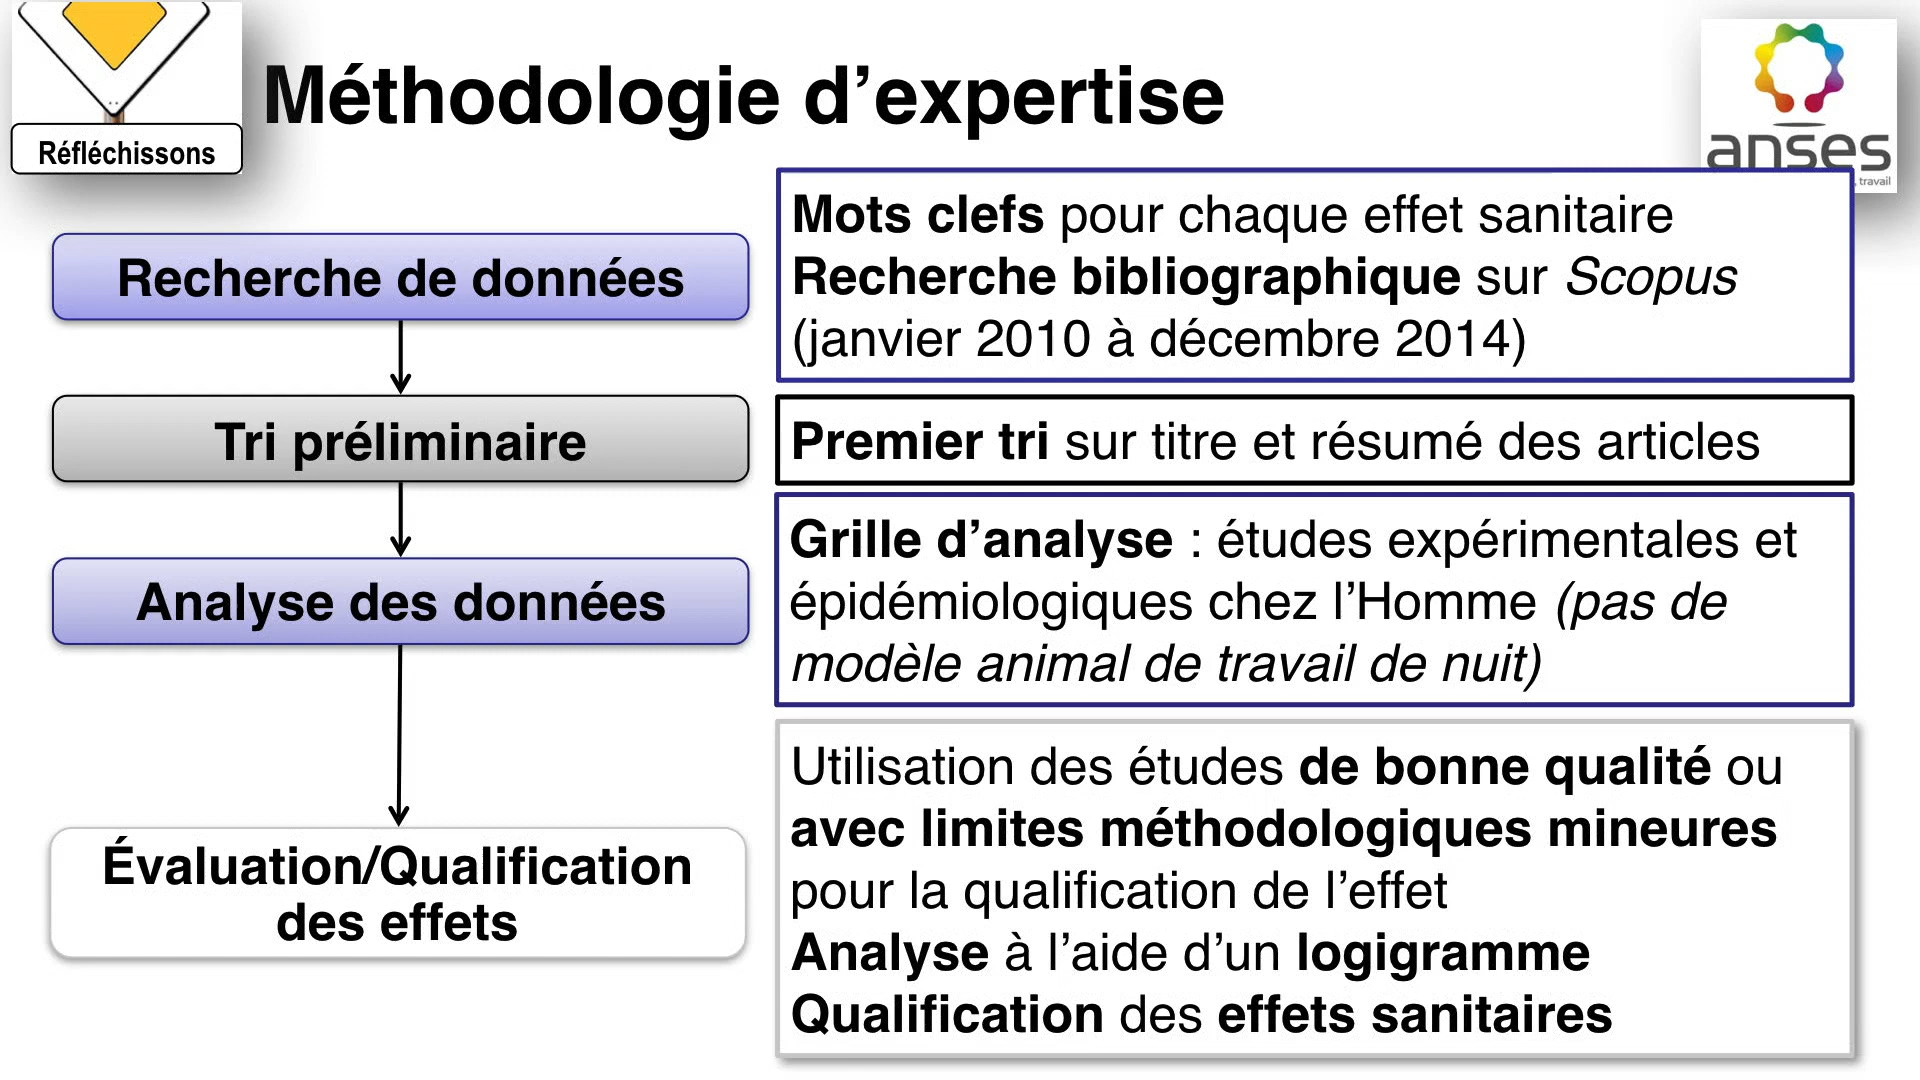 Méthodologie d’expertise
Réfléchissons
anses
, travail
Recherche de données
Mots clefs pour chaque effet sanitaire
Recherche bibliographique sur Scopus
(janvier 2010 à décembre 2014)
Tri préliminaire
Premier tri sur titre et résumé des articles
Analyse des données
Grille d’analyse : études expérimentales et
épidémiologiques chez l’Homme (pas de
modèle animal de travail de nuit)
Évaluation/Qualification
des effets
Utilisation des études de bonne qualité ou
avec limites méthodologiques mineures
pour la qualification de l’effet
Analyse à l’aide d’un logigramme
Qualification des effets sanitaires